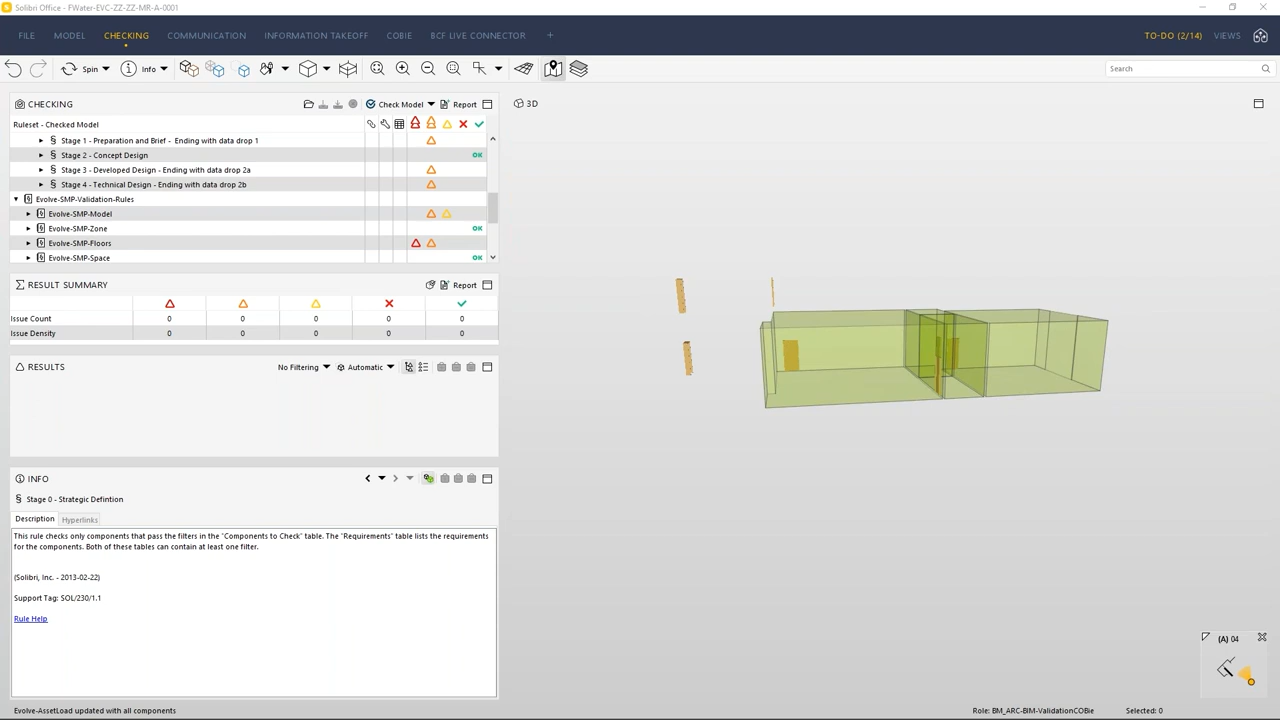 Solibri Office - FWater-EVC-ZZ-ZZ-MR-A-0001
FILE
MODEL
CHECKING
COMMUNICATION
INFORMATION TAKEOFF
COBIE
BCF LIVE CONNECTOR
+
TO-DO (2/14)
VIEWS
Spin
Info
Search
CHECKING
Check Model
Report
Ruleset - Checked Model
Stage 1 - Preparation and Brief - Ending with data drop 1
Stage 2 - Concept Design
OK
Stage 3 - Developed Design - Ending with data drop 2a
Stage 4 - Technical Design - Ending with data drop 2b
Evolve-SMP-Validation-Rules
Evolve-SMP-Model
Evolve-SMP-Zone
OK
Evolve-SMP-Floors
Evolve-SMP-Space
OK
RESULT SUMMARY
Report
Issue Count 0 0 0 0 0
Issue Density 0 0 0 0 0
RESULTS
No Filtering
Automatic
INFO
§ Stage 0 - Strategic Defintion
Description
Hyperlinks
This rule checks only components that pass the filters in the 'Components to Check' table. The 'Requirements' table lists the requirements
for the components. Both of these tables can contain at least one filter.
(Solibri, Inc. - 2013-02-22)
Support Tag: SOL/230/1.1
Rule Help
3D
(A) 04
Evolve-AssetLoad updated with all components
Role: BM_ARC-BIM-ValidationCOBie
Selected: 0